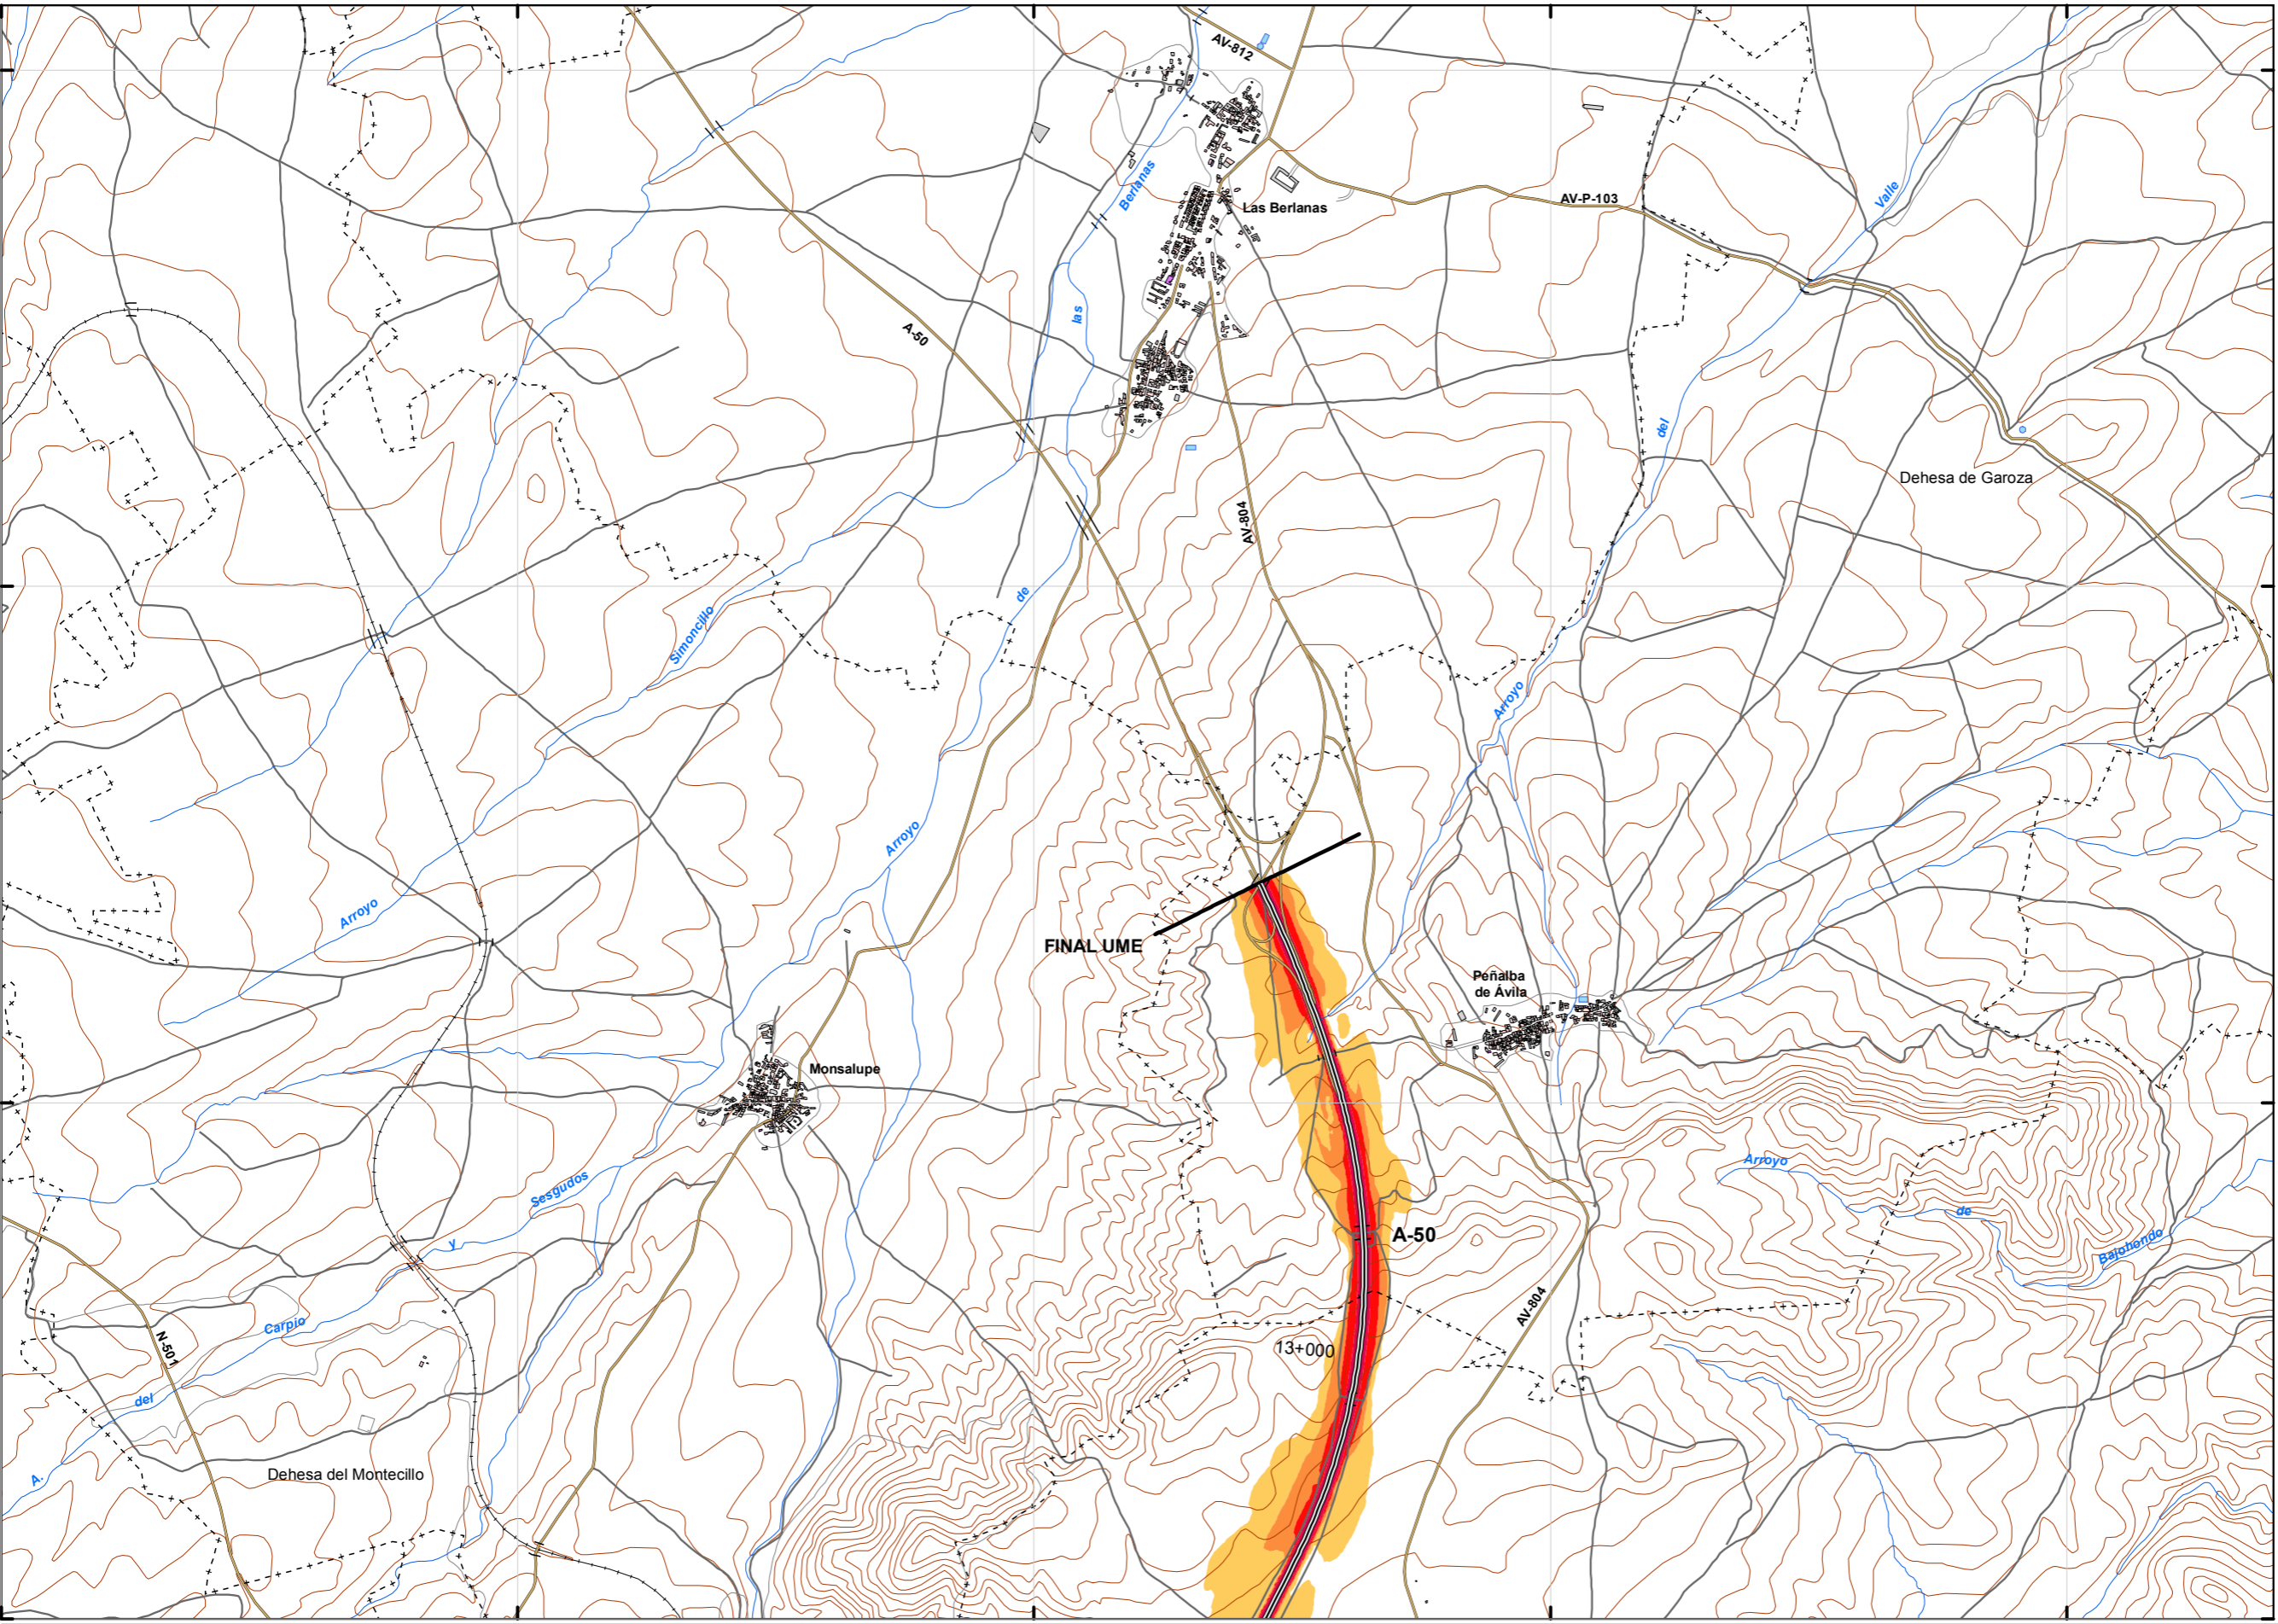 AV-812
Berlanas
Las Berlanas
AV-P-103
Valle
las
A-50
del
Dehesa de Garoza
AV-804
de
Simoncillo
Arroyo
Arroyo
Arroyo
FINAL UME
Peñalba
de Ávila
Monsalupe
Arroyo
Sesgudos
de
y
A-50
Bajohondo
AV-804
Carpio
N-501
13+000
del
Dehesa del Montecillo
A.